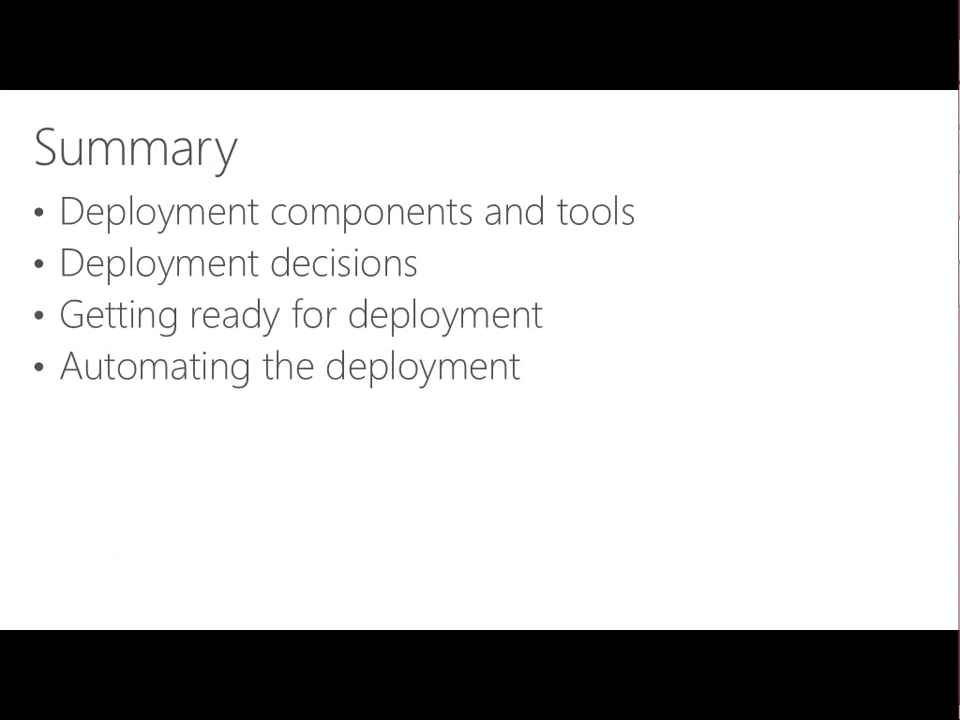 Summary
• Deployment components and tools
• Deployment decisions
• Getting ready for deployment
• Automating the deployment